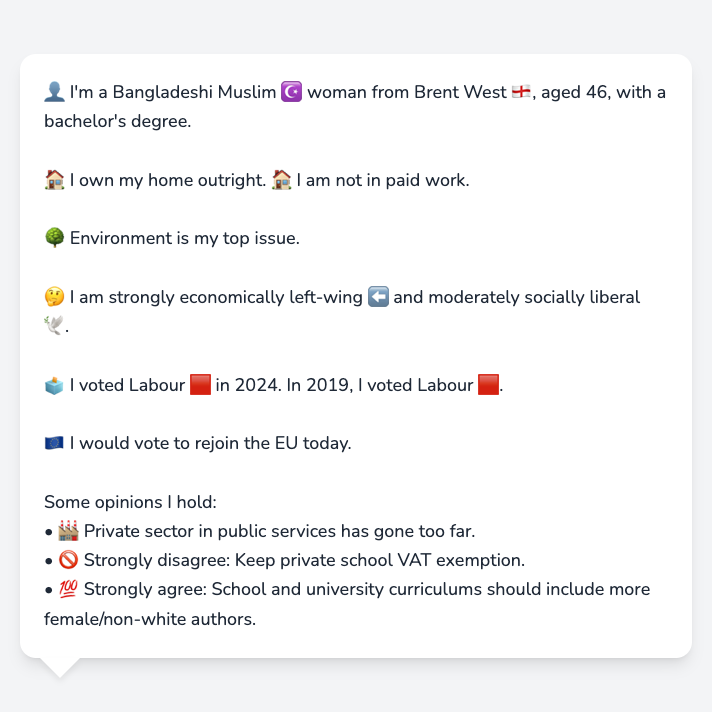 👤 I'm a Bangladeshi Muslim ☪️ woman from Brent West 🏴󠁧󠁢󠁥󠁮󠁧󠁿, aged 46, with a
bachelor's degree.
🏠 I own my home outright. 🏠 I am not in paid work.
🌳 Environment is my top issue.
🤔 I am strongly economically left-wing ⬅️ and moderately socially liberal
🕊️.
🗳️ I voted Labour 🟥 in 2024. In 2019, I voted Labour 🟥.
🇪🇺 I would vote to rejoin the EU today.
Some opinions I hold:
• 🏭 Private sector in public services has gone too far.
• 🚫 Strongly disagree: Keep private school VAT exemption.
• 💯 Strongly agree: School and university curriculums should include more
female/non-white authors.